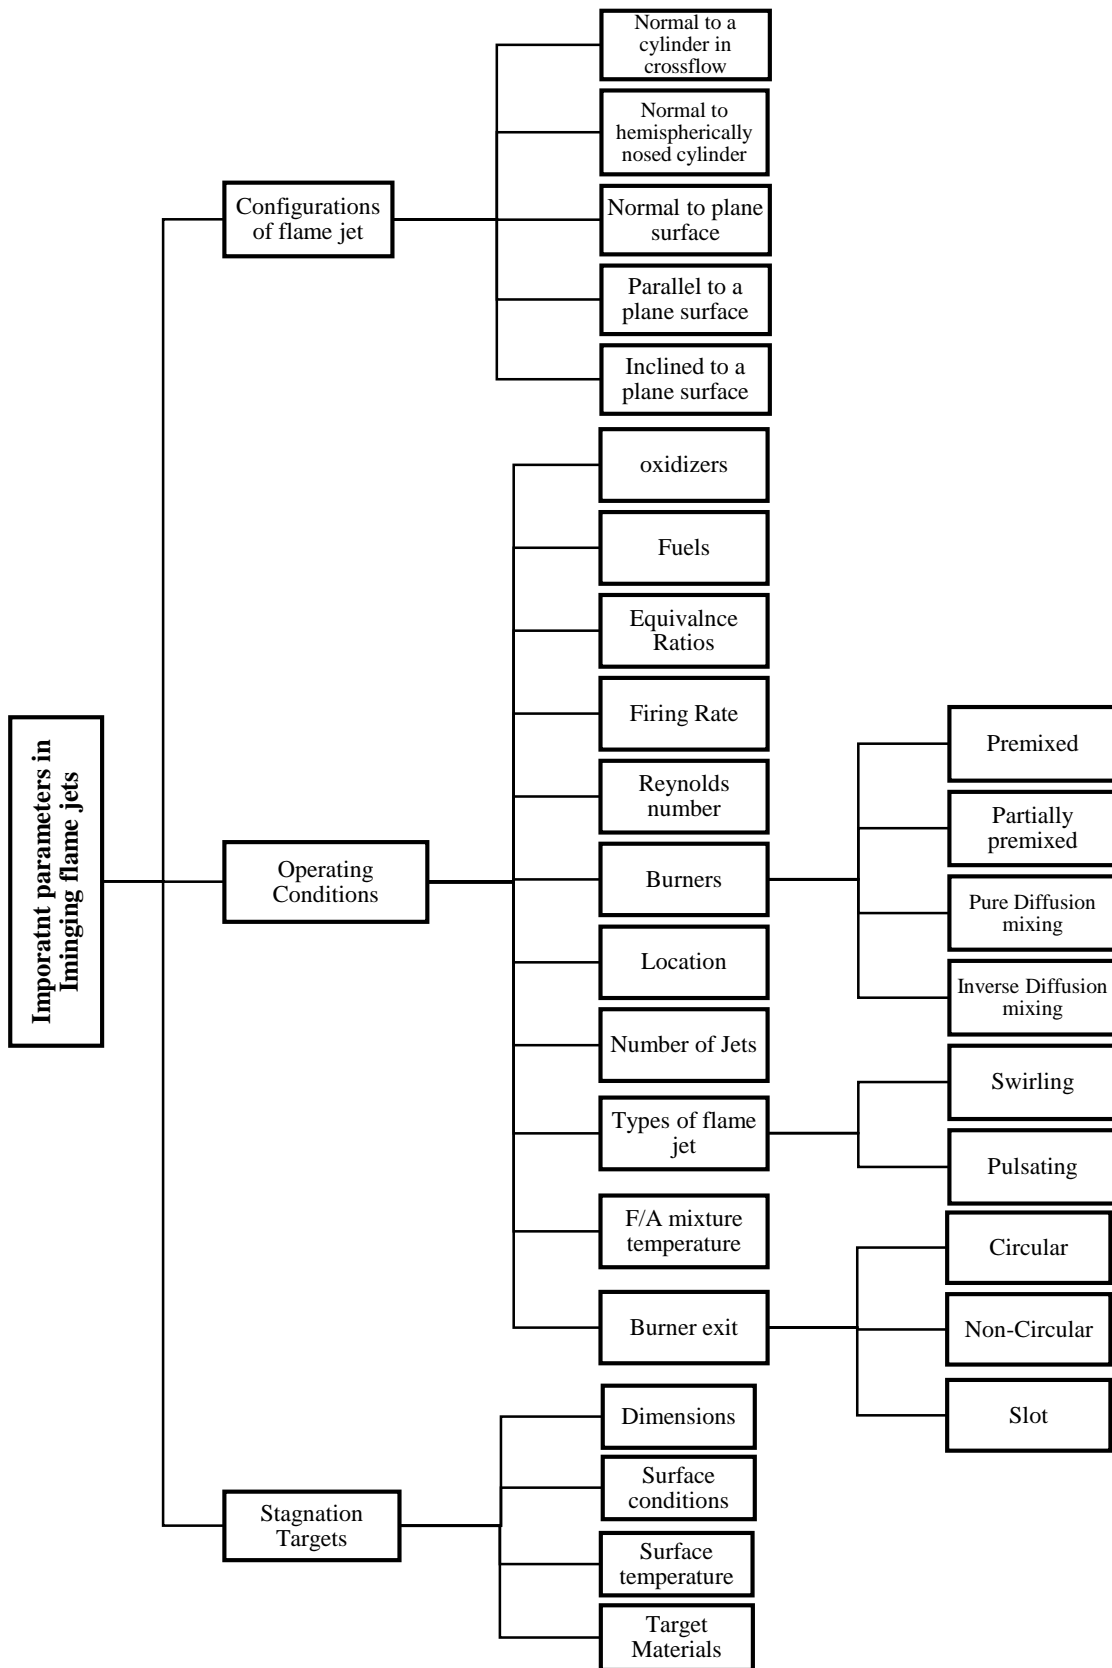 Imporatnt parameters in
Iminging flame jets
Configurations
of flame jet
Normal to a
cylinder in
crossflow
Normal to
hemispherically
nosed cylinder
Normal to plane
surface
Parallel to a
plane surface
Inclined to a
plane surface
Operating
Conditions
oxidizers
Fuels
Equivalnce
Ratios
Firing Rate
Reynolds
number
Burners
Premixed
Partially
premixed
Pure Diffusion
mixing
Inverse Diffusion
mixing
Location
Number of Jets
Types of flame
jet
Swirling
Pulsating
F/A mixture
temperature
Burner exit
Circular
Non-Circular
Slot
Stagnation
Targets
Dimensions
Surface
conditions
Surface
temperature
Target
Materials